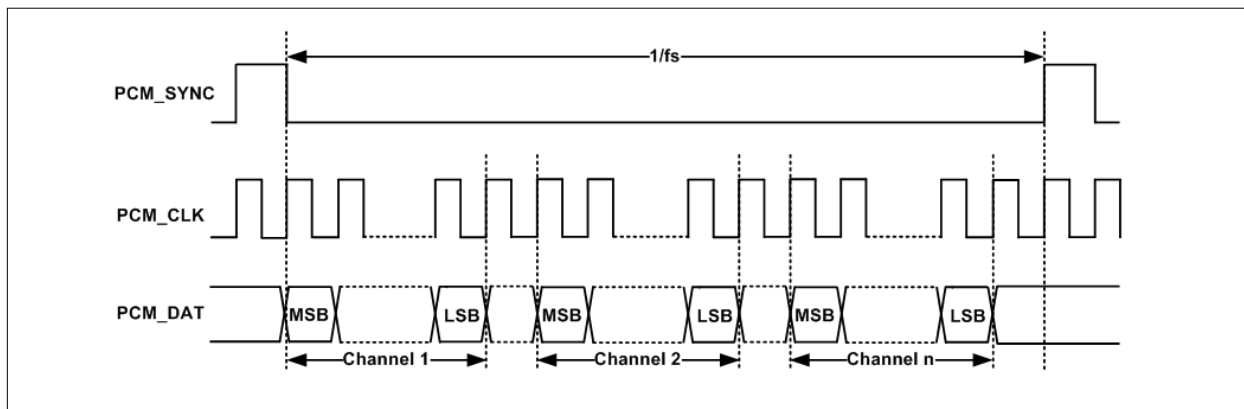 1/fs
PCM_SYNC
PCM_CLK
PCM_DAT
MSB LSB MSB LSB MSB LSB
Channel 1 Channel 2 Channel n